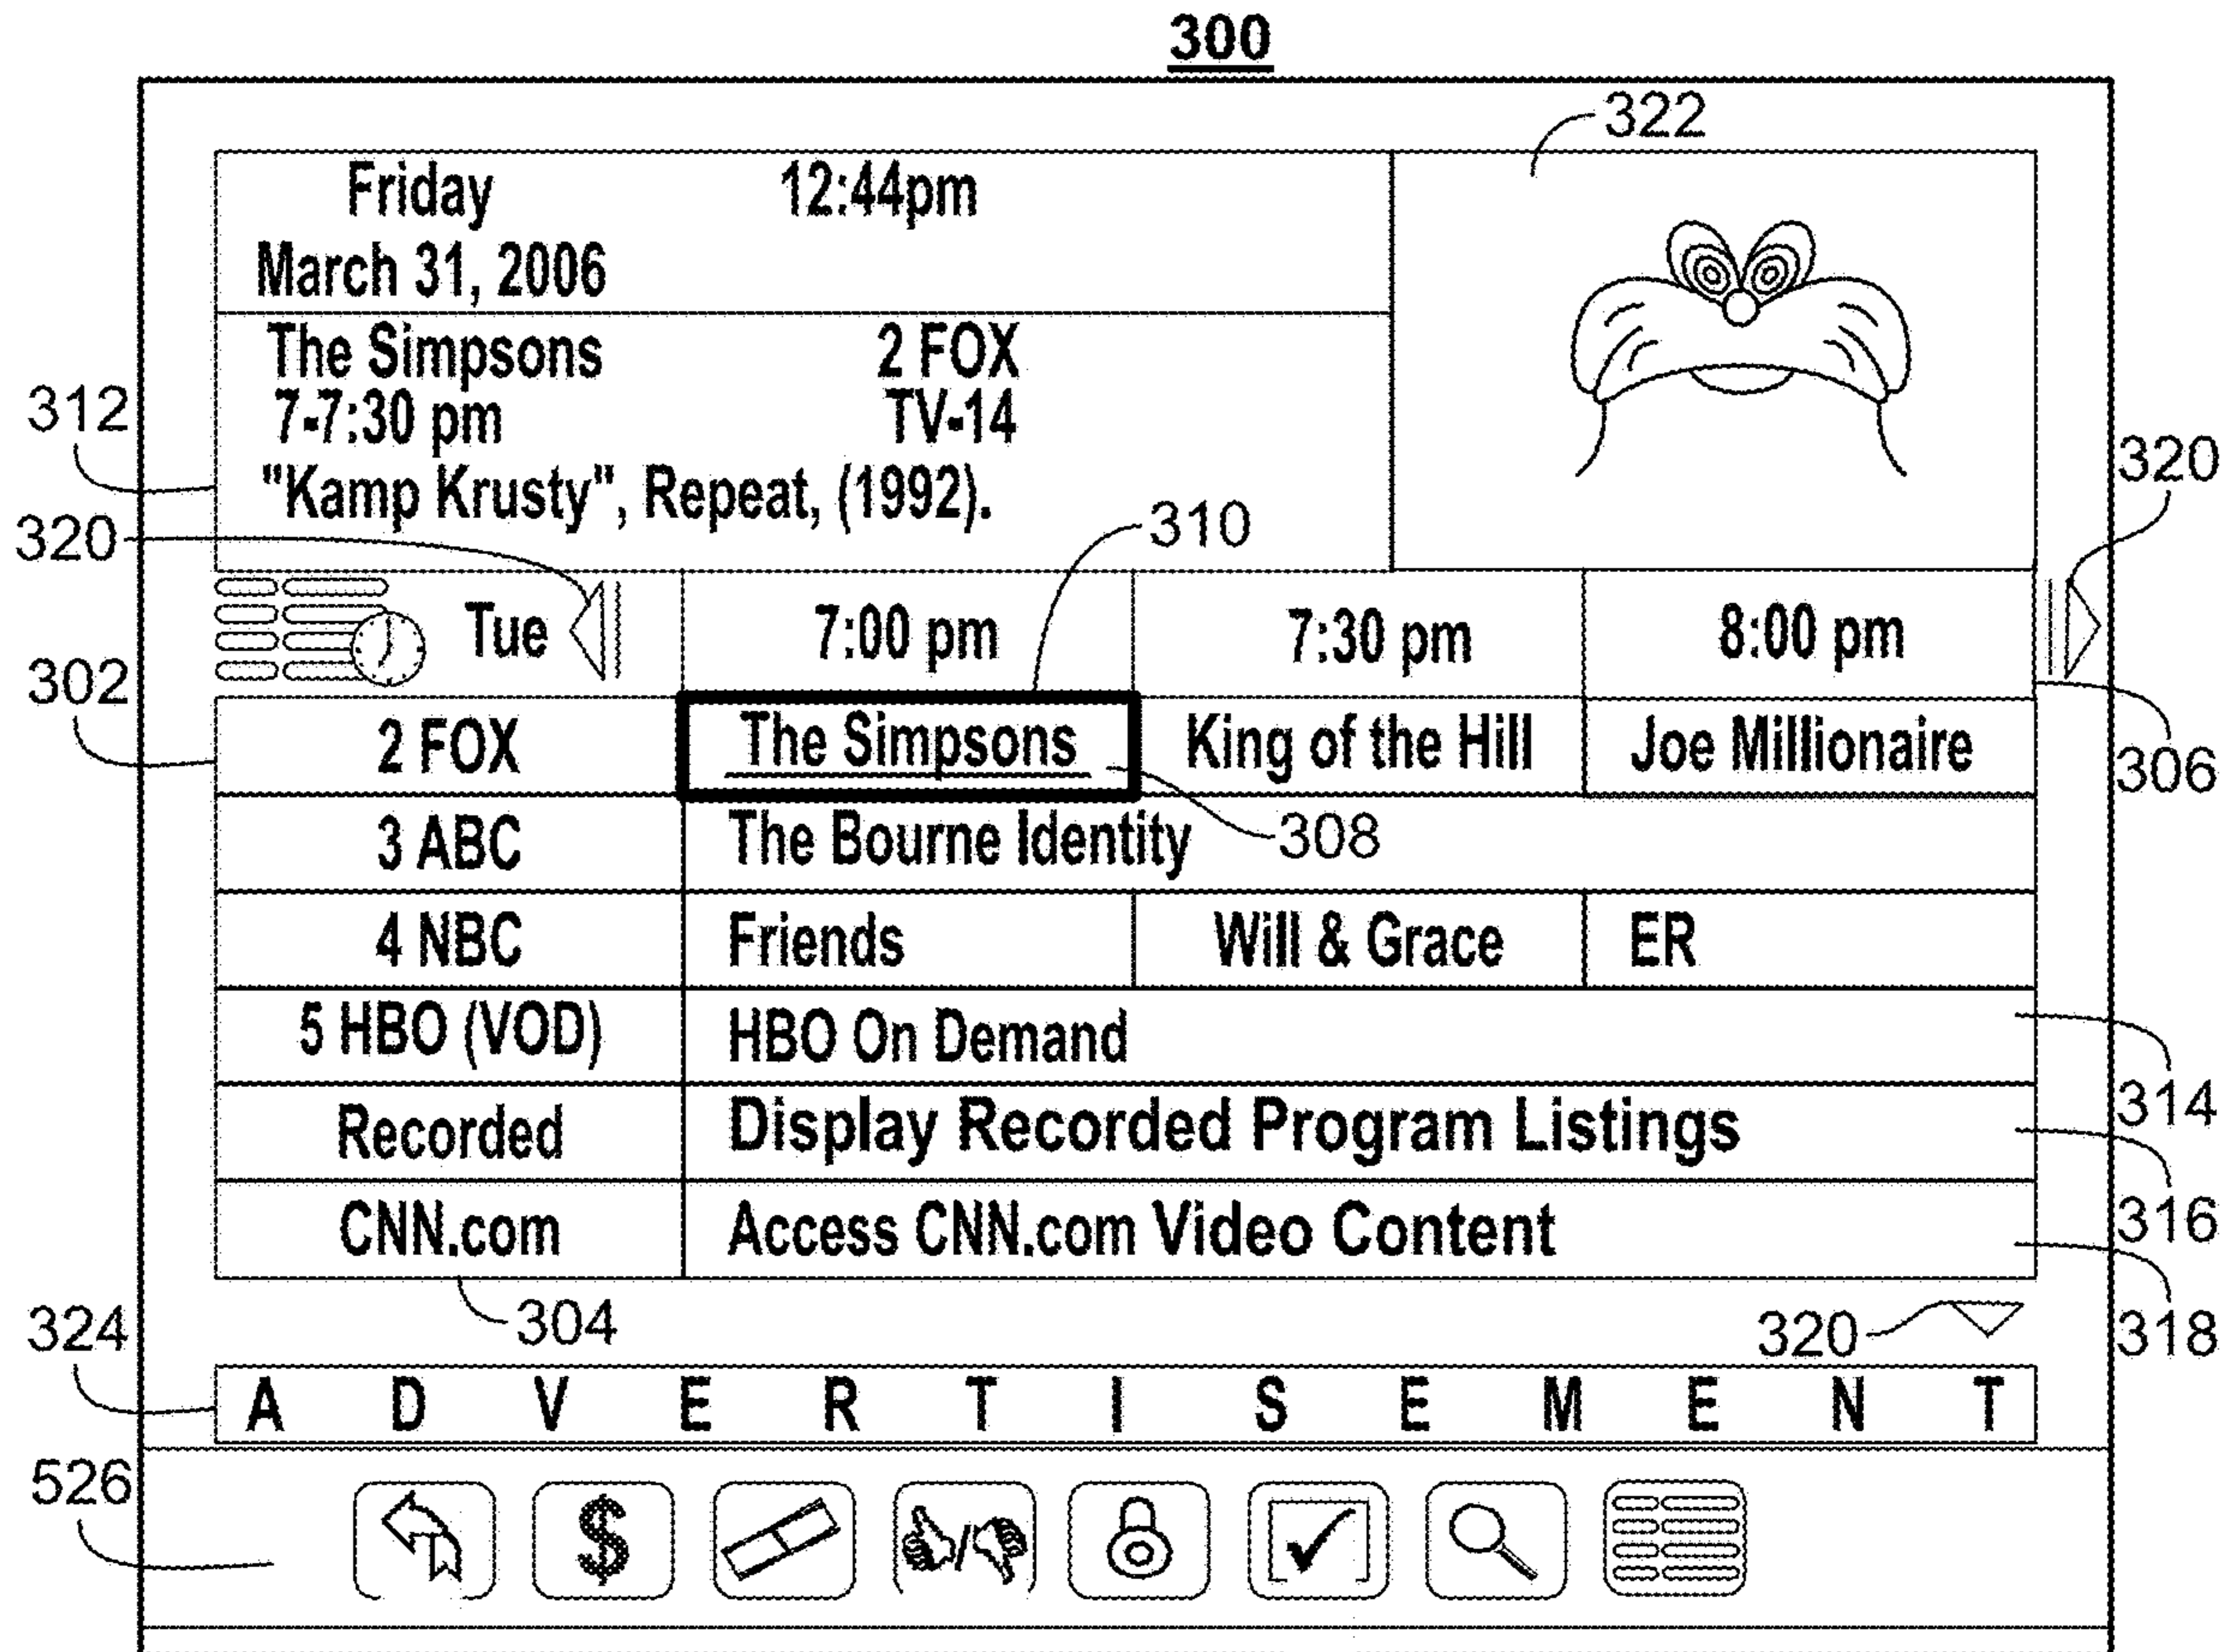 300
322
Friday 12:44pm
March 31, 2006
The Simpsons 2 FOX
312
7-7:30 pm TV-14
320
"Kamp Krusty", Repeat, (1992).
320
310
Tue 7:00 pm 7:30 pm 8:00 pm
302
2 FOX The Simpsons King of the Hill Joe Millionaire
306
3 ABC The Bourne Identity 308
4 NBC Friends Will & Grace ER
5 HBO (VOD) HBO On Demand
314
Recorded Display Recorded Program Listings
316
CNN.com Access CNN.com Video Content
324
304
320
318
A D V E R T I S E M E N T
526
$